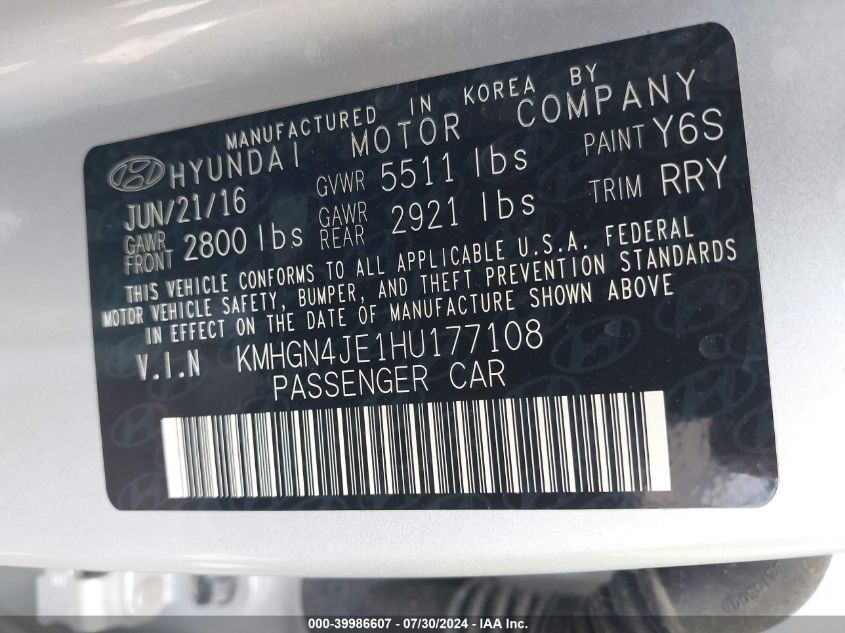 MANUFACTURED IN KOREA BY
HYUNDAI MOTOR COMPANY
JUN/21/16 GVWR 5511 lbs PAINT Y6S
GAWR FRONT 2800 lbs GAWR REAR 2921 lbs TRIM RRY
THIS VEHICLE CONFORMS TO ALL APPLICABLE U.S.A. FEDERAL
MOTOR VEHICLE SAFETY, BUMPER, AND THEFT PREVENTION STANDARDS
IN EFFECT ON THE DATE OF MANUFACTURE SHOWN ABOVE
V.I.N KMHGN4JE1HU177108
PASSENGER CAR
000-39986607 / 07/30/2024 - IAA Inc.